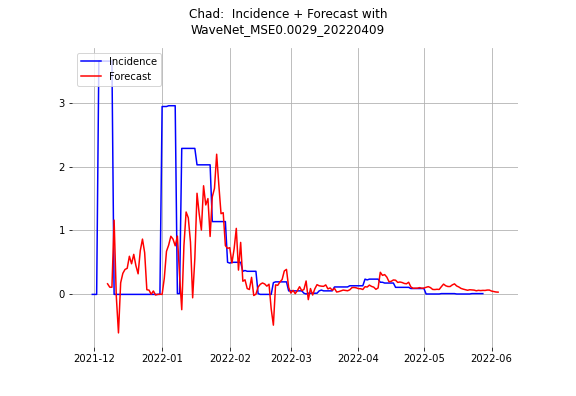 Chad:  Incidence + Forecast with
WaveNet_MSE0.0029_20220409
Incidence
Forecast
3
2
1
0
2021-12
2022-01
2022-02
2022-03
2022-04
2022-05
2022-06